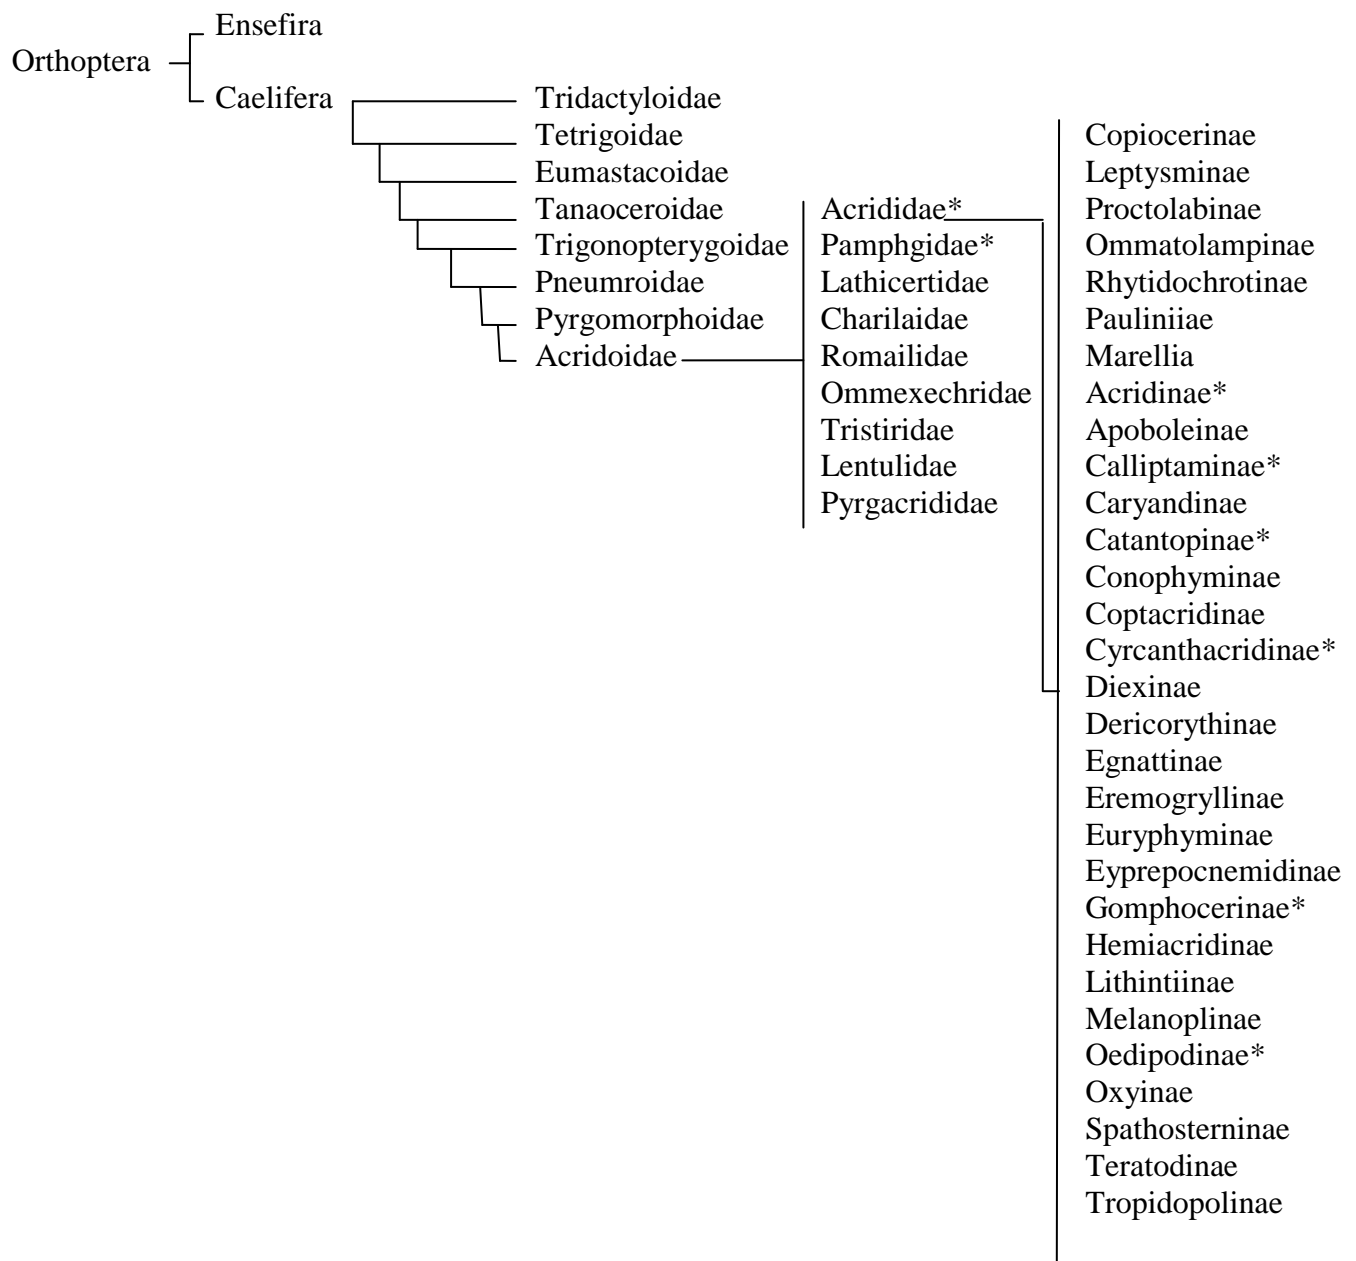 Ensefira
Orthoptera
Caelifera
Tridactyloidae
Tetrigoidae
Eumastacoidae
Tanaoceroidae
Trigonopterygoidae
Pneumroidae
Pyrgomorphoidae
Acridoidae
Acrididae*
Pamphgidae*
Lathicertidae
Charilaidae
Romailidae
Ommexechridae
Tristiridae
Lentulidae
Pyrgacrididae
Copiocerinae
Leptysminae
Proctolabinae
Ommatolampinae
Rhytidochrotinae
Pauliniiae
Marellia
Acridinae*
Apoboleinae
Calliptaminae*
Caryandinae
Catantopinae*
Conophyminae
Coptacridinae
Cyrcanthacridinae*
Diexinae
Dericorythinae
Egnattinae
Eremogryllinae
Euryphyminae
Eyprepocnemidinae
Gomphocerinae*
Hemiacridinae
Lithintiinae
Melanoplinae
Oedipodinae*
Oxyinae
Spathosterninae
Teratodinae
Tropidopolinae